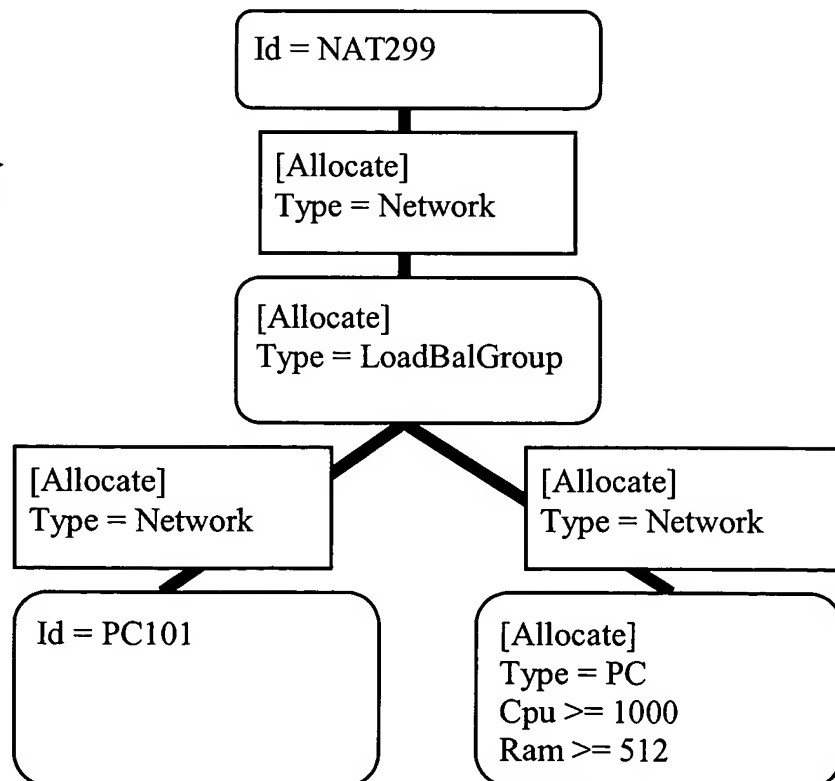 Id = NAT299
[Allocate]
Type = Network
[Allocate]
Type = LoadBalGroup
[Allocate]
Type = Network
[Allocate]
Type = Network
Id = PC101
[Allocate]
Type = PC
Cpu >= 1000
Ram >= 512